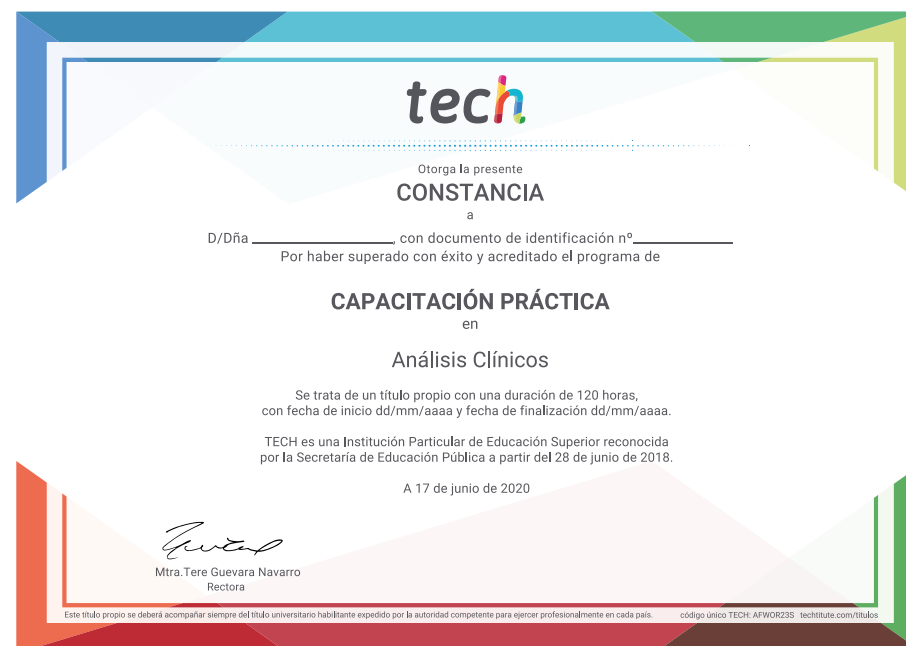 tech
Otorga la presente
CONSTANCIA
a
D/Dña ____________________, con documento de identificación nº______________
Por haber superado con éxito y acreditado el programa de
CAPACITACIÓN PRÁCTICA
en
Análisis Clínicos
Se trata de un título propio con una duración de 120 horas,
con fecha de inicio dd/mm/aaaa y fecha de finalización dd/mm/aaaa.
TECH es una Institución Particular de Educación Superior reconocida
por la Secretaría de Educación Pública a partir del 28 de junio de 2018.
A 17 de junio de 2020
Mtra.Tere Guevara Navarro
Rectora
Este título propio se deberá acompañar siempre del título universitario habilitante expedido por la autoridad competente para ejercer profesionalmente en cada país. código único TECH: AFWOR23S techtitute.com/titulos